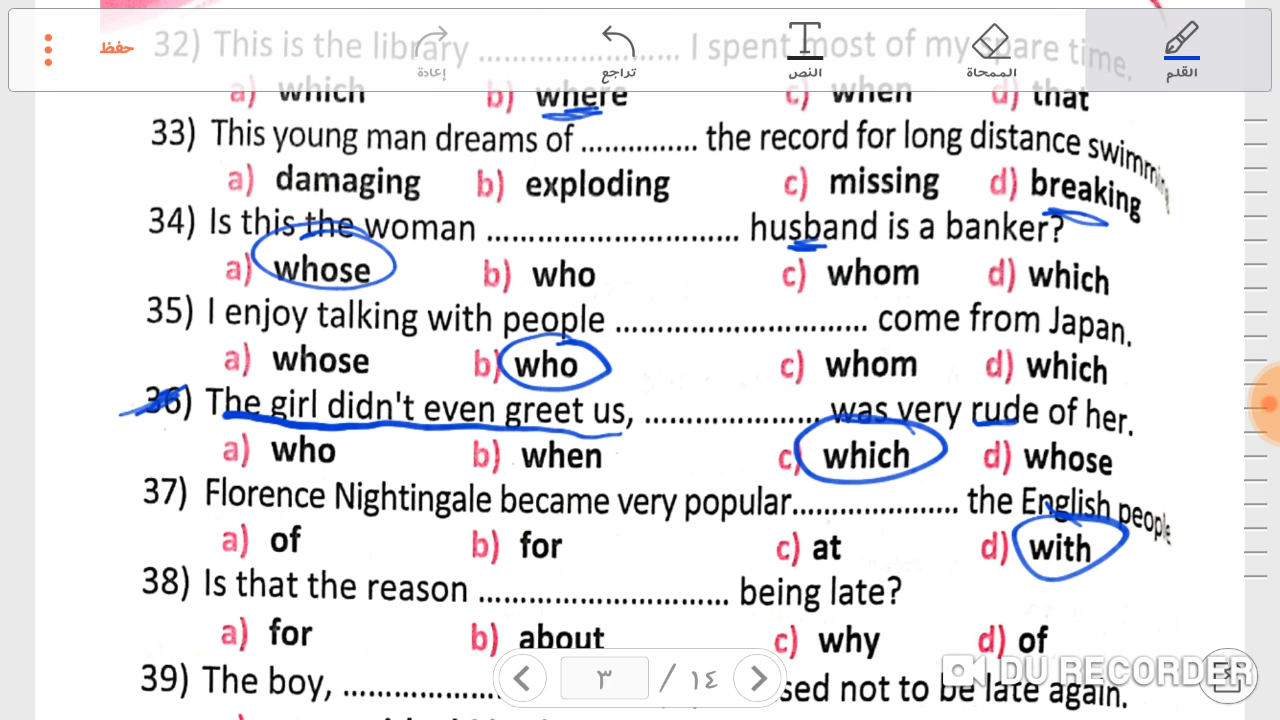 حفظ
إعادة
تراجع
النص
الممحاة
القلم
32) This is the library ........................ I spent most of my spare time.
a) which b) where c) when d) that
33) This young man dreams of ............... the record for long distance
a) damaging b) exploding c) missing d) breaking
34) Is this the woman .............................. husband is a banker?
a) whose b) who c) whom d) which
35) I enjoy talking with people .............................. come from Japan.
a) whose b) who c) whom d) which
36) The girl didn't even greet us, ..................... was very rude of her.
a) who b) when c) which d) whose
37) Florence Nightingale became very popular.................... the English people
a) of b) for c) at d) with
38) Is that the reason .............................. being late?
a) for b) about c) why d) of
٣ / ١٤
DU RECORDER
39) The boy, .................... not to be late again.